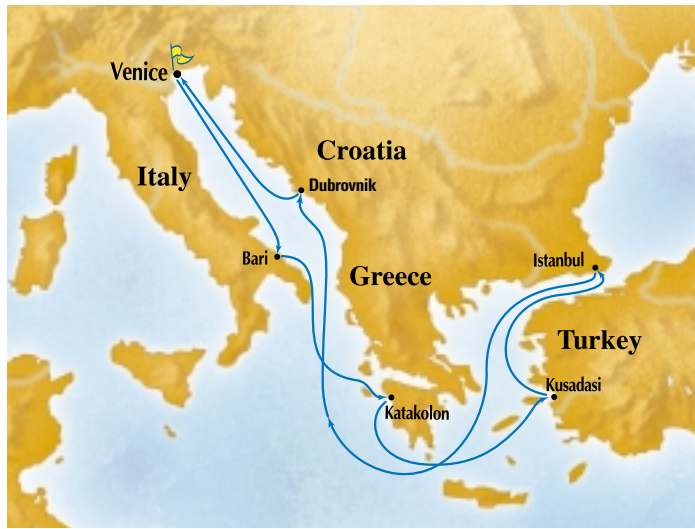 Venice
Croatia
Italy
Dubrovnik
Bari
Istanbul
Greece
Turkey
Kusadasi
Katakolon